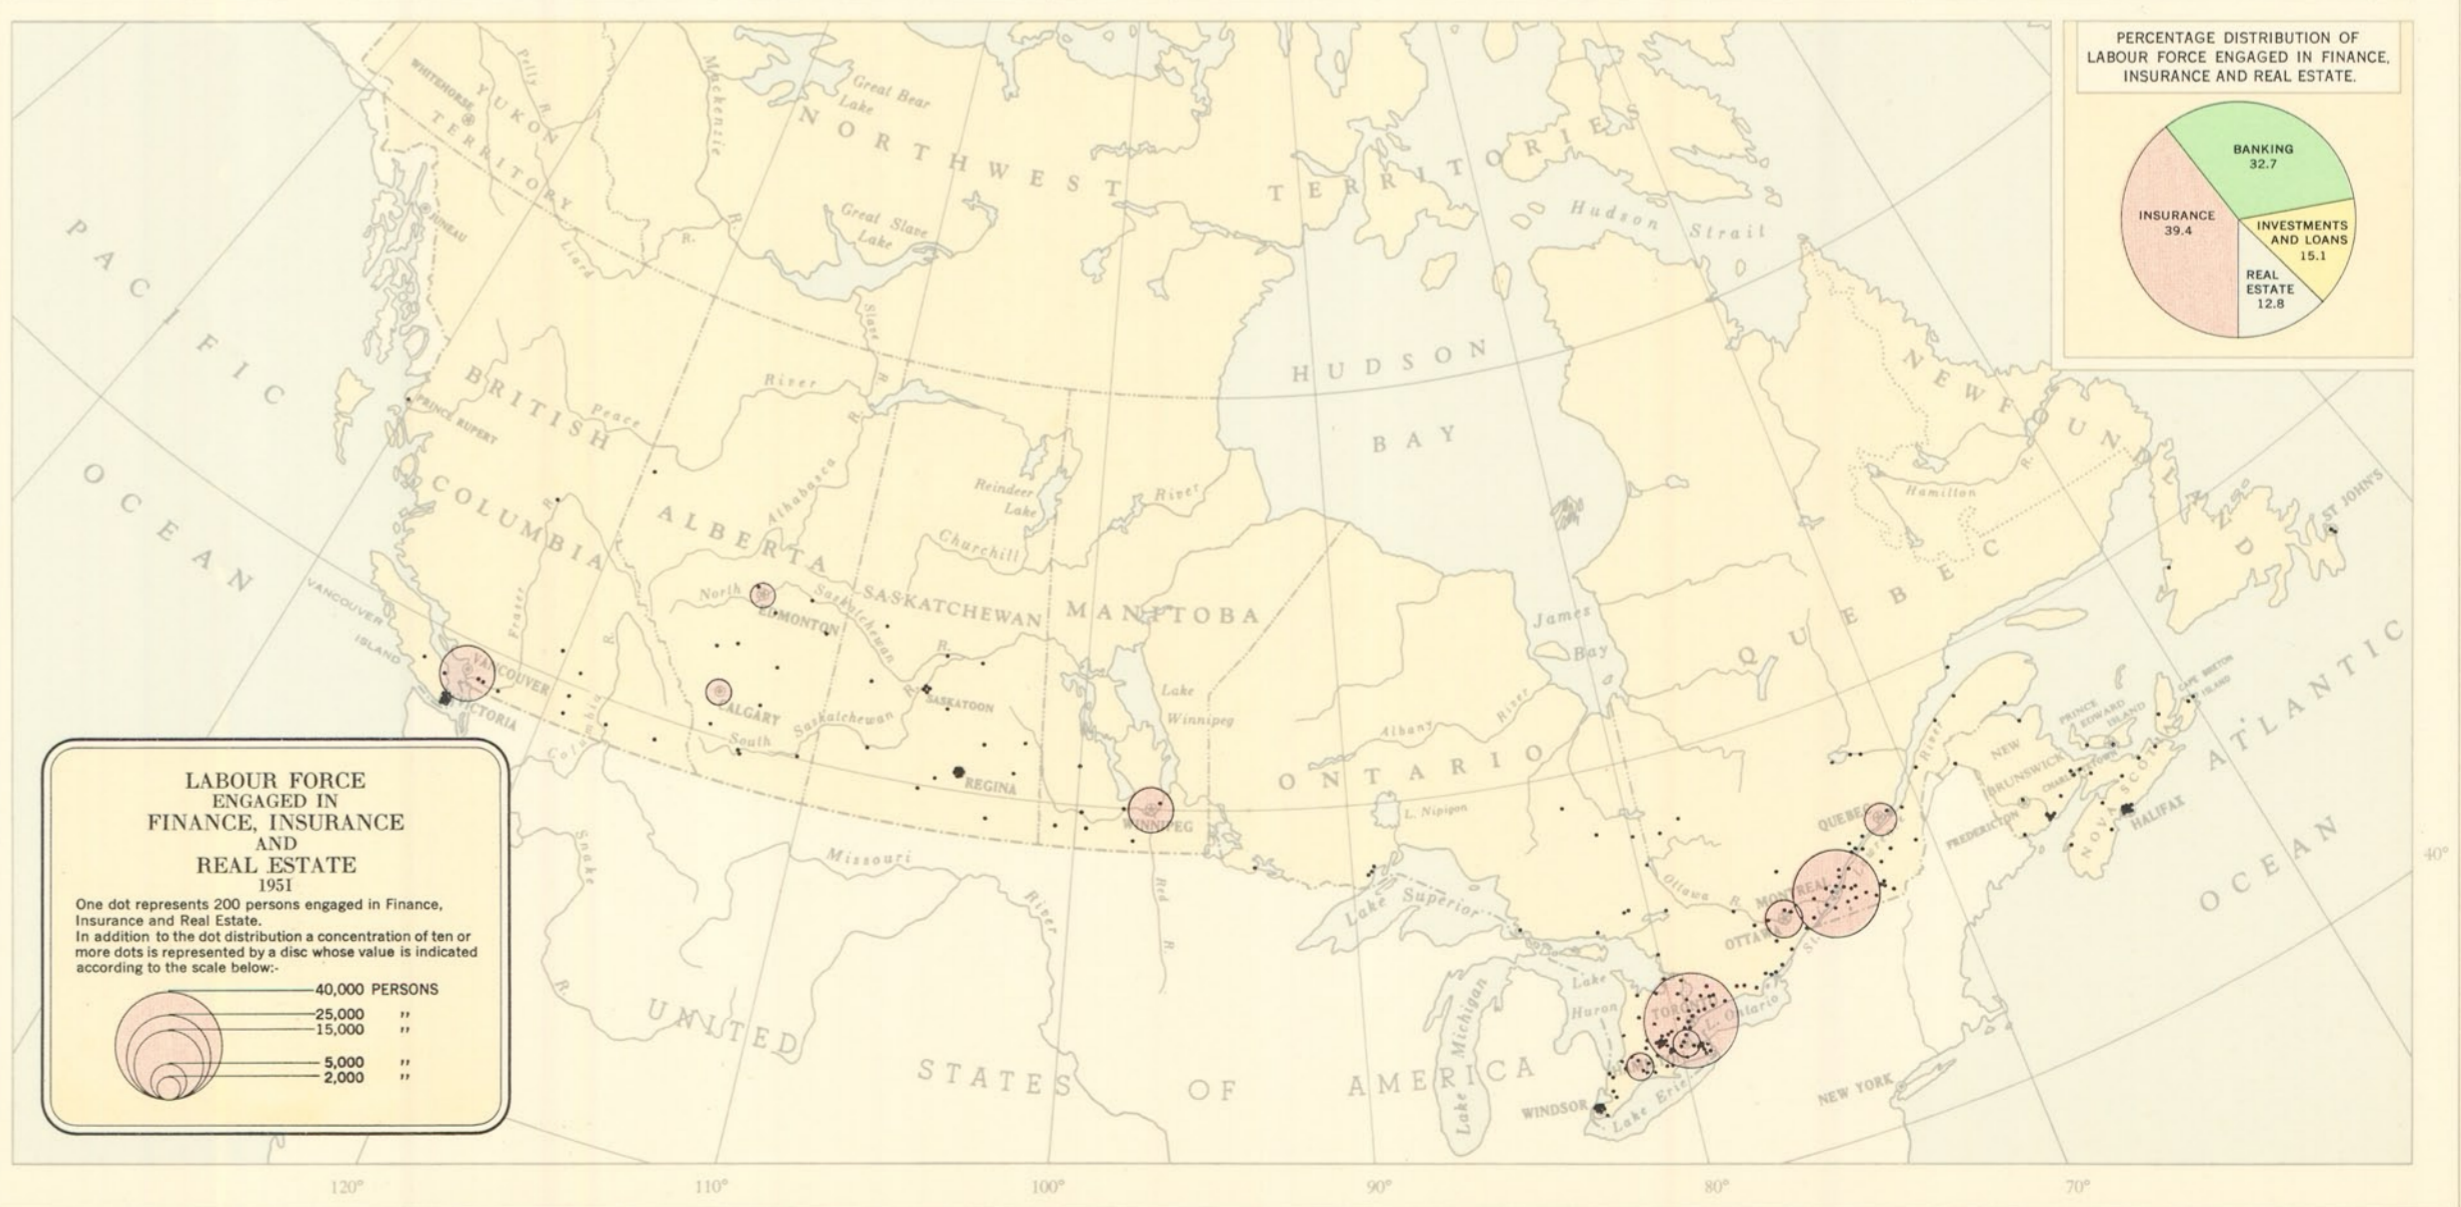 PERCENTAGE DISTRIBUTION OF
LABOUR FORCE ENGAGED IN FINANCE,
INSURANCE AND REAL ESTATE.
BANKING
32.7
INSURANCE
39.4
INVESTMENTS
AND LOANS
15.1
REAL
ESTATE
12.8
WHITEHORSE
YUKON
TERRITORY
Pelly R.
Mackenzie
R.
Great Bear
Lake
NORTHWEST TERRITORIES
JUNEAU
Liard
R.
Great Slave
Lake
Slave
R.
Hudson Strait
PACIFIC
OCEAN
HUDSON
BAY
BRITISH
COLUMBIA
PRINCE RUPERT
Peace
River
R.
Athabasca
Reindeer
Lake
River
Churchill
NEWFOUNDLAND
Hamilton
R.
ST JOHN'S
ALBERTA
R.
Fraser
North
Saskatchewan
R.
EDMONTON
SASKATCHEWAN
MANITOBA
James
Bay
QUEBEC
VANCOUVER
ISLAND
VANCOUVER
VICTORIA
R.
Columbia
CALGARY
South
Saskatchewan
R.
SASKATOON
REGINA
Lake
Winnipeg
WINNIPEG
Albany
River
ONTARIO
L. Nipigon
CAPE BRETON
ISLAND
PRINCE
EDWARD
ISLAND
NEW
BRUNSWICK
CHARLOTTETOWN
NOVA SCOTIA
FREDERICTON
HALIFAX
River
QUEBEC
MONTREAL
Ottawa R.
OTTAWA
ATLANTIC
OCEAN
40°
Snake
R.
Missouri
River
Red
R.
Lake Superior
Lake Michigan
Lake
Huron
TORONTO
L. Ontario
Lake Erie
WINDSOR
NEW YORK
UNITED STATES OF AMERICA
LABOUR FORCE
ENGAGED IN
FINANCE, INSURANCE
AND
REAL ESTATE
1951
One dot represents 200 persons engaged in Finance,
Insurance and Real Estate.
In addition to the dot distribution a concentration of ten or
more dots is represented by a disc whose value is indicated
according to the scale below:-
40,000 PERSONS
25,000 "
15,000 "
5,000 "
2,000 "
120°
110°
100°
90°
80°
70°